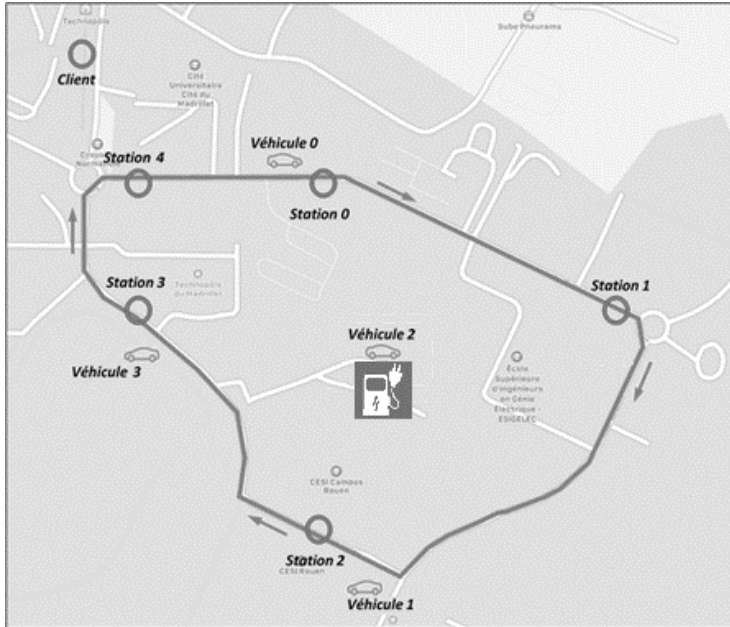 Technopôle
Sube Pneurama
Client
Cité
Universitaire
Cité du
Madrillet
Véhicule 0
Station 4
Station 0
Station 3
Technopôle
du Madrillet
Station 1
Véhicule 2
Véhicule 3
École
Supérieure
d'ingénieurs
en Génie
Électrique -
ESIGELEC
CESI Campus
Rouen
Station 2
CESI Rouen
Véhicule 1